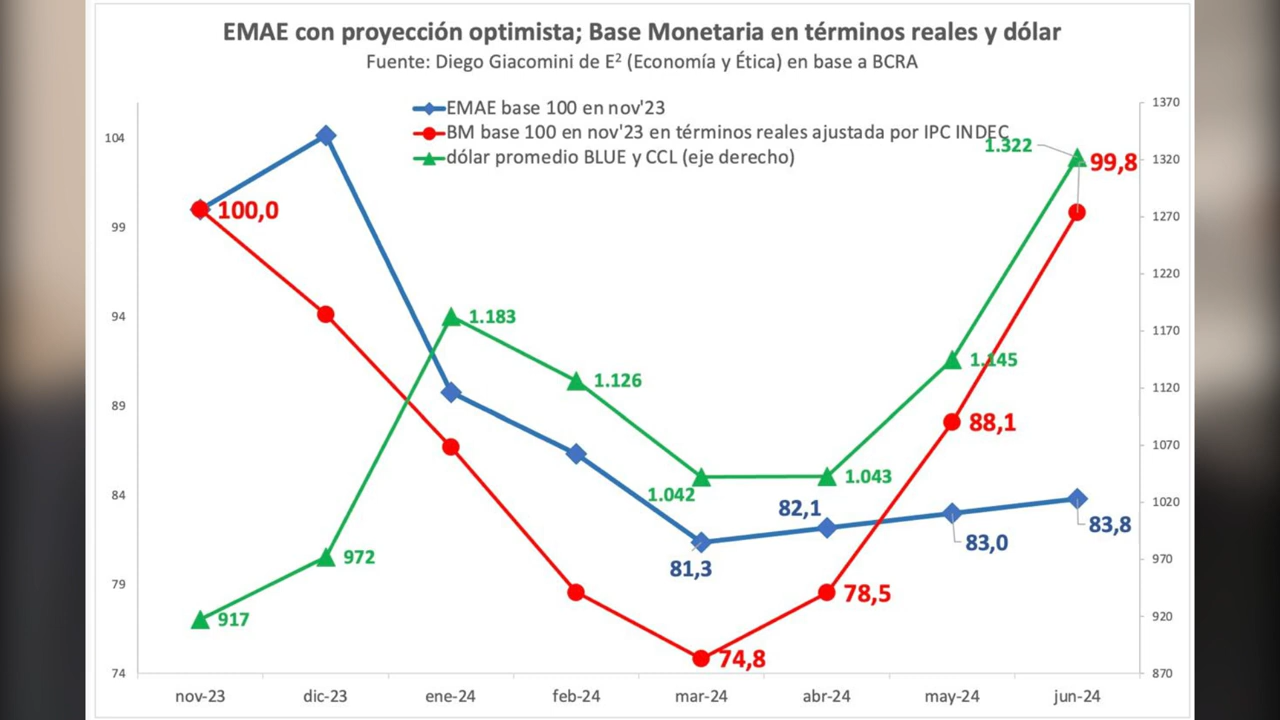 EMAE con proyección optimista; Base Monetaria en términos reales y dólar
Fuente: Diego Giacomini de E² (Economía y Ética) en base a BCRA
EMAE base 100 en nov'23
BM base 100 en nov'23 en términos reales ajustada por IPC INDEC
dólar promedio BLUE y CCL (eje derecho)
104
99
94
89
84
79
74
1370
1320
1270
1220
1170
1120
1070
1020
970
920
870
100,0
74,8
78,5
88,1
99,8
81,3
82,1
83,0
83,8
917
972
1.183
1.126
1.042
1.043
1.145
1.322
nov-23
dic-23
ene-24
feb-24
mar-24
abr-24
may-24
jun-24